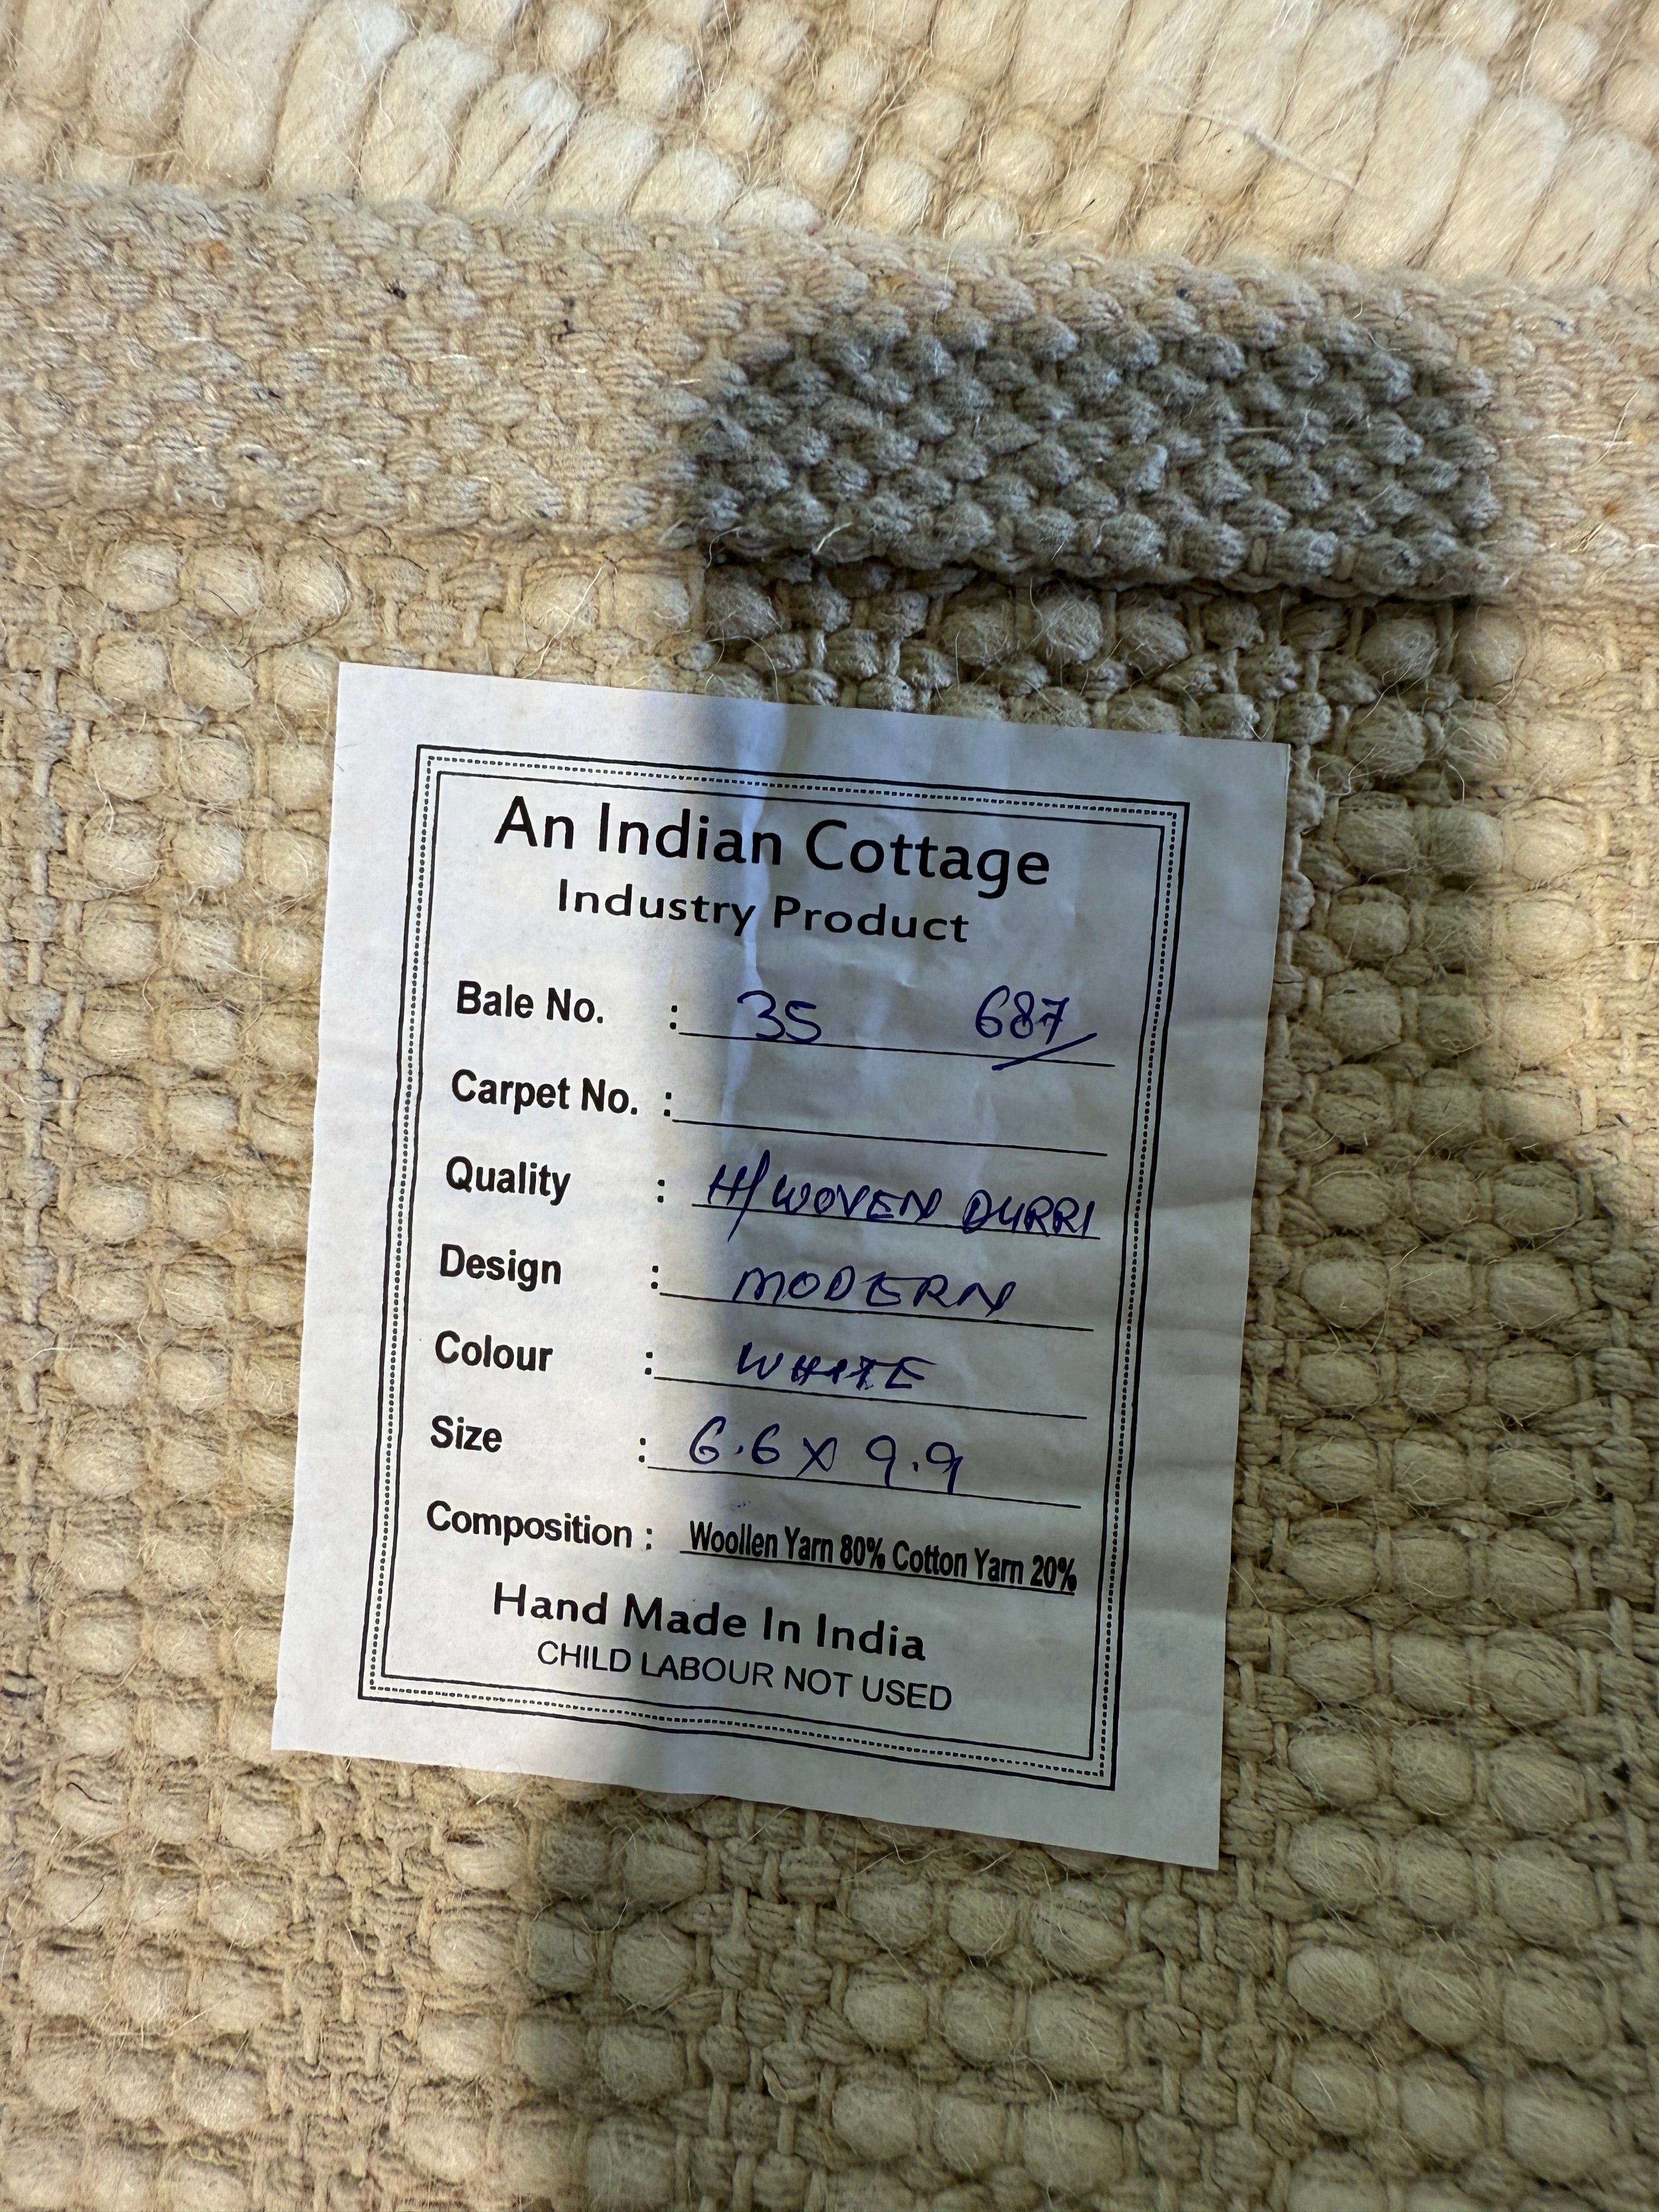 An Indian Cottage
Industry Product
Bale No. : 35 687
Carpet No. :
Quality : H/WOVEN DURRI
Design : MODERN
Colour : WHITE
Size : 6.6 X 9.9
Composition : Woollen Yarn 80% Cotton Yarn 20%
Hand Made In India
CHILD LABOUR NOT USED